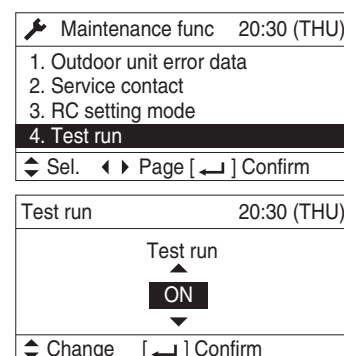 Maintenance func 20:30 (THU)
1. Outdoor unit error data
2. Service contact
3. RC setting mode
4. Test run
Sel. Page [ ] Confirm
Test run 20:30 (THU)
Test run
ON
Change [ ] Confirm